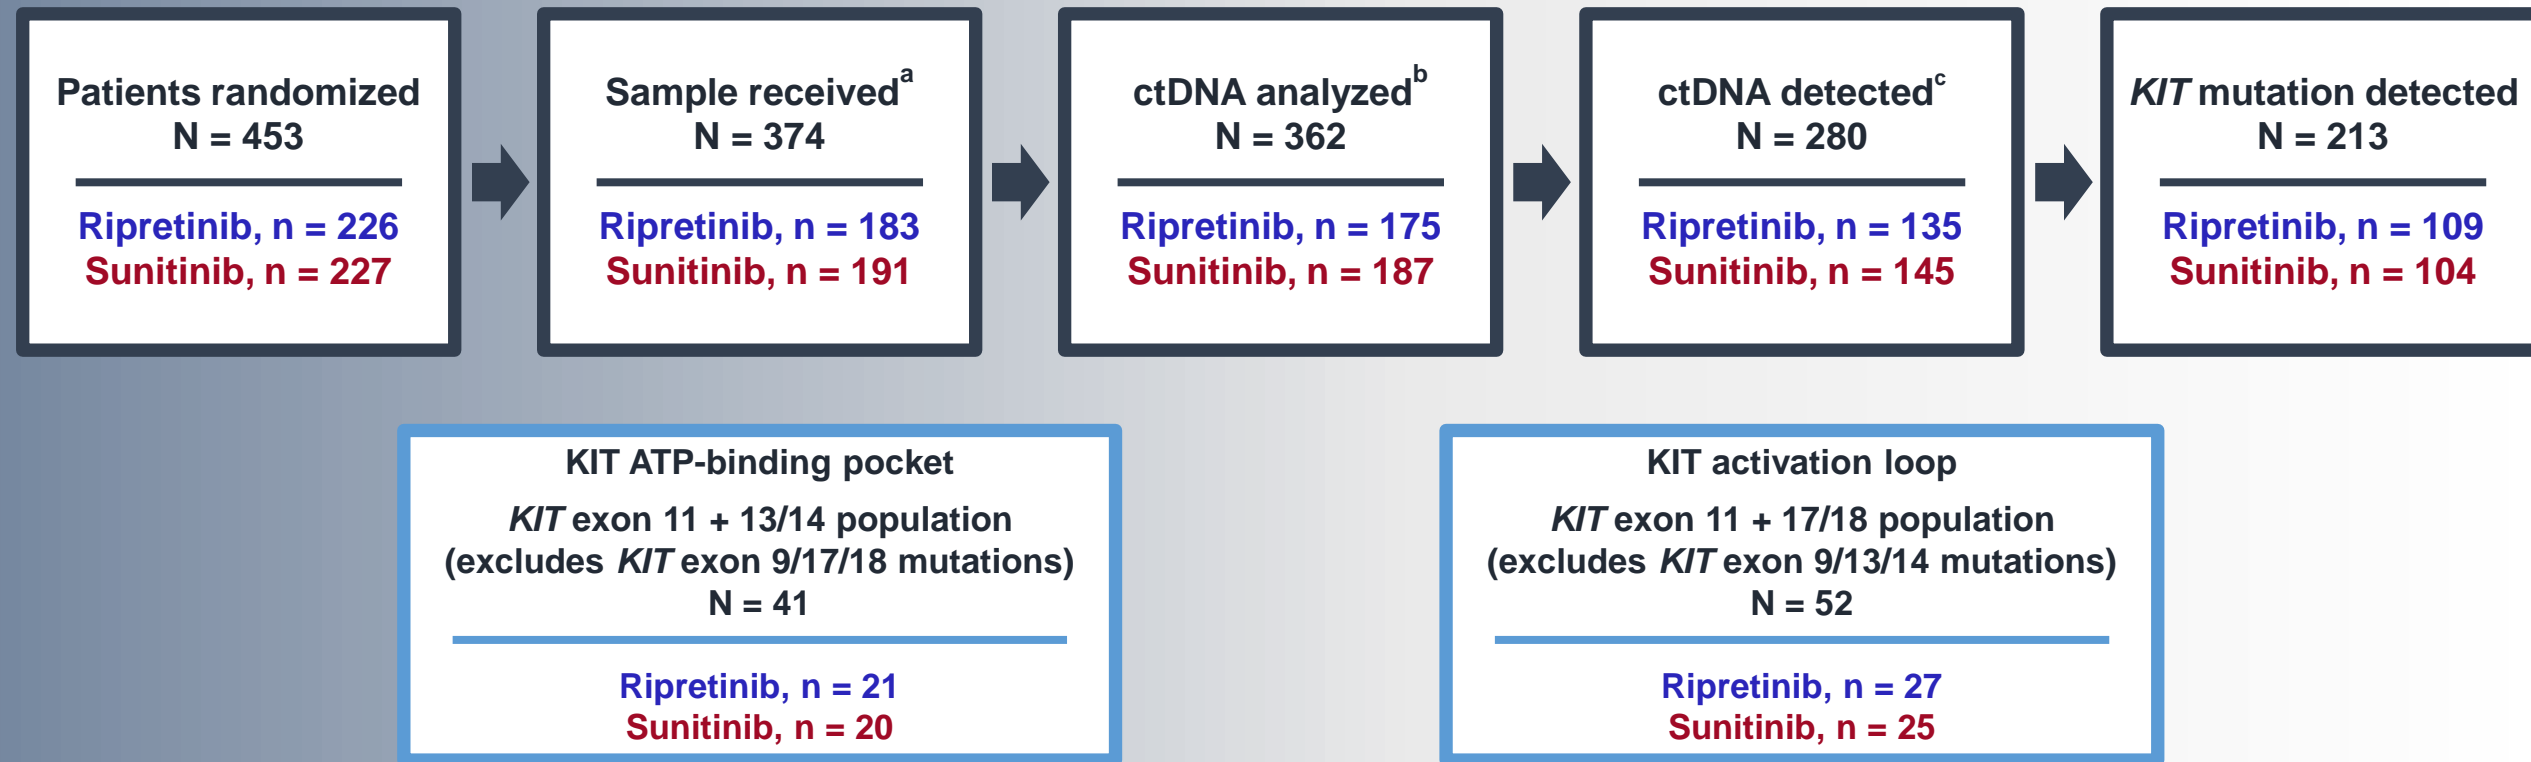 Patients randomized
N = 453
Ripretinib, n = 226
Sunitinib, n = 227
Sample received^a
N = 374
Ripretinib, n = 183
Sunitinib, n = 191
ctDNA analyzed^b
N = 362
Ripretinib, n = 175
Sunitinib, n = 187
ctDNA detected^c
N = 280
Ripretinib, n = 135
Sunitinib, n = 145
KIT mutation detected
N = 213
Ripretinib, n = 109
Sunitinib, n = 104
KIT ATP-binding pocket
KIT exon 11 + 13/14 population
(excludes KIT exon 9/17/18 mutations)
N = 41
Ripretinib, n = 21
Sunitinib, n = 20
KIT activation loop
KIT exon 11 + 17/18 population
(excludes KIT exon 9/13/14 mutations)
N = 52
Ripretinib, n = 27
Sunitinib, n = 25